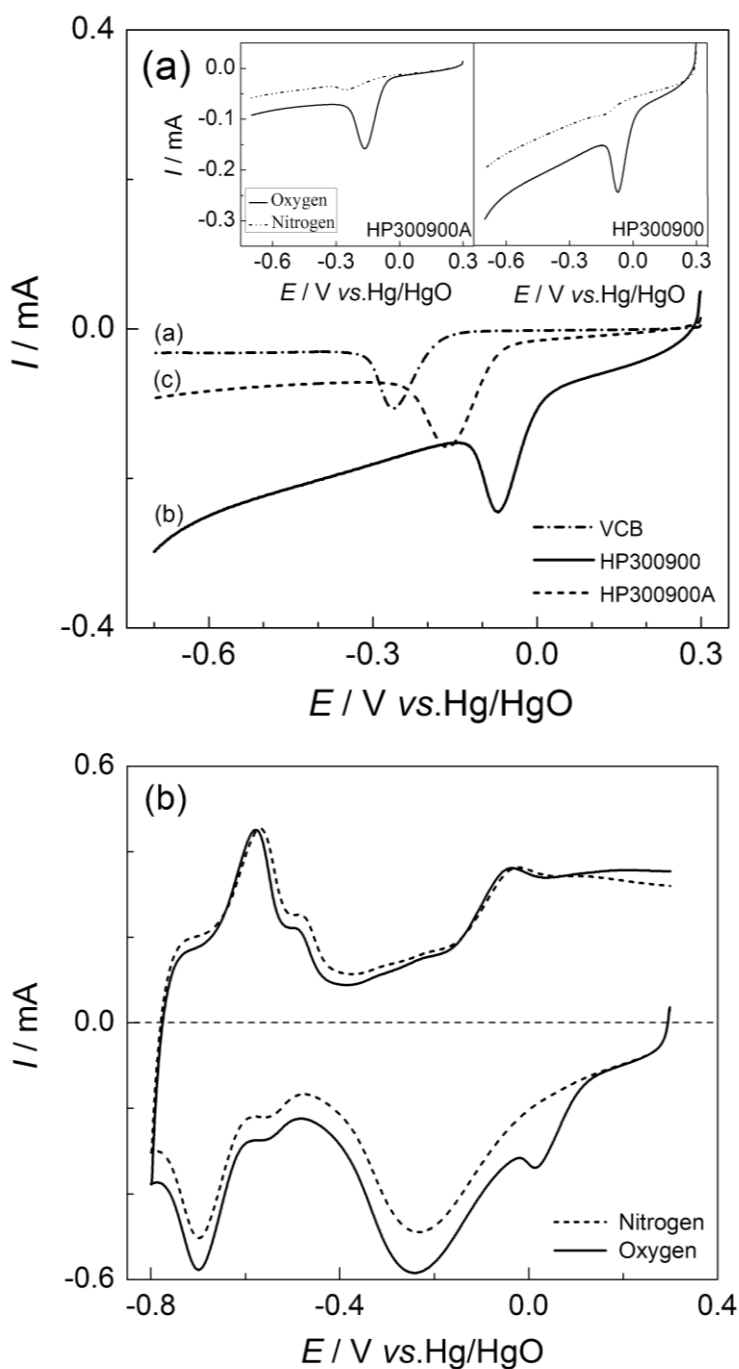 0.4
(a)
0.0
-0.1
-0.2
-0.3
I / mA
Oxygen
Nitrogen
HP300900A
HP300900
-0.6
-0.3
0.0
0.3
-0.6
-0.3
0.0
0.3
E / V vs.Hg/HgO
E / V vs.Hg/HgO
I / mA
0.0
(a)
(c)
(b)
VCB
HP300900
HP300900A
-0.4
-0.6
-0.3
0.0
0.3
E / V vs.Hg/HgO
0.6
(b)
I / mA
0.0
Nitrogen
Oxygen
-0.6
-0.8
-0.4
0.0
0.4
E / V vs.Hg/HgO